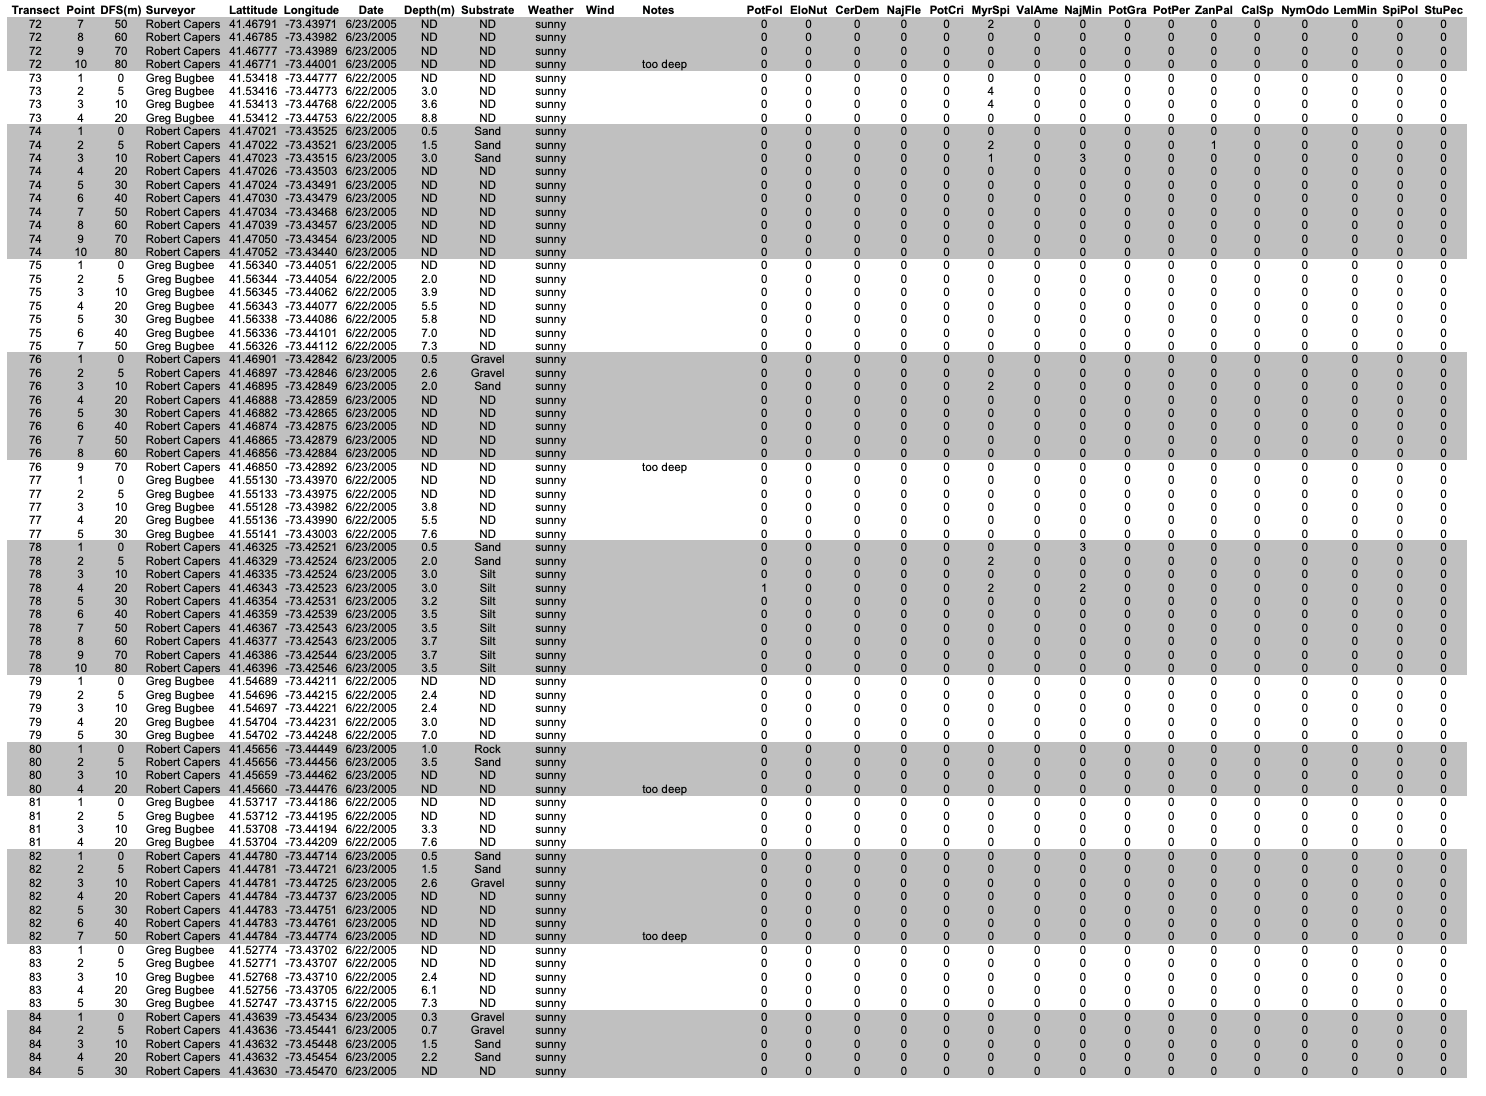 Transect Point DFS(m) Surveyor Lattitude Longitude Date Depth(m) Substrate Weather Wind Notes PotFol EloNut CerDem NajFle PotCri MyrSpi ValAme NajMin PotGra PotPer ZanPal CalSp NymOdo LemMin SpiPol StuPec
72 7 50 Robert Capers 41.46791 -73.43971 6/23/2005 ND ND sunny 0 0 0 0 0 2 0 0 0 0 0 0 0 0 0 0
72 8 60 Robert Capers 41.46785 -73.43982 6/23/2005 ND ND sunny 0 0 0 0 0 0 0 0 0 0 0 0 0 0 0 0
72 9 70 Robert Capers 41.46777 -73.43989 6/23/2005 ND ND sunny 0 0 0 0 0 0 0 0 0 0 0 0 0 0 0 0
72 10 80 Robert Capers 41.46771 -73.44001 6/23/2005 ND ND sunny too deep 0 0 0 0 0 0 0 0 0 0 0 0 0 0 0 0
73 1 0 Greg Bugbee 41.53418 -73.44777 6/22/2005 ND ND sunny 0 0 0 0 0 0 0 0 0 0 0 0 0 0 0 0
73 2 5 Greg Bugbee 41.53416 -73.44773 6/22/2005 3.0 ND sunny 0 0 0 0 0 4 0 0 0 0 0 0 0 0 0 0
73 3 10 Greg Bugbee 41.53413 -73.44768 6/22/2005 3.6 ND sunny 0 0 0 0 0 4 0 0 0 0 0 0 0 0 0 0
73 4 20 Greg Bugbee 41.53412 -73.44753 6/22/2005 8.8 ND sunny 0 0 0 0 0 0 0 0 0 0 0 0 0 0 0 0
74 1 0 Robert Capers 41.47021 -73.43525 6/23/2005 0.5 Sand sunny 0 0 0 0 0 0 0 0 0 0 0 0 0 0 0 0
74 2 5 Robert Capers 41.47022 -73.43521 6/23/2005 1.5 Sand sunny 0 0 0 0 0 2 0 0 0 0 1 0 0 0 0 0
74 3 10 Robert Capers 41.47023 -73.43515 6/23/2005 3.0 Sand sunny 0 0 0 0 0 1 0 3 0 0 0 0 0 0 0 0
74 4 20 Robert Capers 41.47026 -73.43503 6/23/2005 ND ND sunny 0 0 0 0 0 0 0 0 0 0 0 0 0 0 0 0
74 5 30 Robert Capers 41.47024 -73.43491 6/23/2005 ND ND sunny 0 0 0 0 0 0 0 0 0 0 0 0 0 0 0 0
74 6 40 Robert Capers 41.47030 -73.43479 6/23/2005 ND ND sunny 0 0 0 0 0 0 0 0 0 0 0 0 0 0 0 0
74 7 50 Robert Capers 41.47034 -73.43468 6/23/2005 ND ND sunny 0 0 0 0 0 0 0 0 0 0 0 0 0 0 0 0
74 8 60 Robert Capers 41.47039 -73.43457 6/23/2005 ND ND sunny 0 0 0 0 0 0 0 0 0 0 0 0 0 0 0 0
74 9 70 Robert Capers 41.47050 -73.43454 6/23/2005 ND ND sunny 0 0 0 0 0 0 0 0 0 0 0 0 0 0 0 0
74 10 80 Robert Capers 41.47052 -73.43440 6/23/2005 ND ND sunny 0 0 0 0 0 0 0 0 0 0 0 0 0 0 0 0
75 1 0 Greg Bugbee 41.56340 -73.44051 6/22/2005 ND ND sunny 0 0 0 0 0 0 0 0 0 0 0 0 0 0 0 0
75 2 5 Greg Bugbee 41.56344 -73.44054 6/22/2005 2.0 ND sunny 0 0 0 0 0 0 0 0 0 0 0 0 0 0 0 0
75 3 10 Greg Bugbee 41.56345 -73.44062 6/22/2005 3.9 ND sunny 0 0 0 0 0 0 0 0 0 0 0 0 0 0 0 0
75 4 20 Greg Bugbee 41.56343 -73.44077 6/22/2005 5.5 ND sunny 0 0 0 0 0 0 0 0 0 0 0 0 0 0 0 0
75 5 30 Greg Bugbee 41.56338 -73.44086 6/22/2005 5.8 ND sunny 0 0 0 0 0 0 0 0 0 0 0 0 0 0 0 0
75 6 40 Greg Bugbee 41.56336 -73.44101 6/22/2005 7.0 ND sunny 0 0 0 0 0 0 0 0 0 0 0 0 0 0 0 0
75 7 50 Greg Bugbee 41.56326 -73.44112 6/22/2005 7.3 ND sunny 0 0 0 0 0 0 0 0 0 0 0 0 0 0 0 0
76 1 0 Robert Capers 41.46901 -73.42842 6/23/2005 0.5 Gravel sunny 0 0 0 0 0 0 0 0 0 0 0 0 0 0 0 0
76 2 5 Robert Capers 41.46897 -73.42846 6/23/2005 2.6 Gravel sunny 0 0 0 0 0 0 0 0 0 0 0 0 0 0 0 0
76 3 10 Robert Capers 41.46895 -73.42849 6/23/2005 2.0 Sand sunny 0 0 0 0 0 2 0 0 0 0 0 0 0 0 0 0
76 4 20 Robert Capers 41.46888 -73.42859 6/23/2005 ND ND sunny 0 0 0 0 0 0 0 0 0 0 0 0 0 0 0 0
76 5 30 Robert Capers 41.46882 -73.42865 6/23/2005 ND ND sunny 0 0 0 0 0 0 0 0 0 0 0 0 0 0 0 0
76 6 40 Robert Capers 41.46874 -73.42875 6/23/2005 ND ND sunny 0 0 0 0 0 0 0 0 0 0 0 0 0 0 0 0
76 7 50 Robert Capers 41.46865 -73.42879 6/23/2005 ND ND sunny 0 0 0 0 0 0 0 0 0 0 0 0 0 0 0 0
76 8 60 Robert Capers 41.46856 -73.42884 6/23/2005 ND ND sunny 0 0 0 0 0 0 0 0 0 0 0 0 0 0 0 0
76 9 70 Robert Capers 41.46850 -73.42892 6/23/2005 ND ND sunny too deep 0 0 0 0 0 0 0 0 0 0 0 0 0 0 0 0
77 1 0 Greg Bugbee 41.55130 -73.43970 6/22/2005 ND ND sunny 0 0 0 0 0 0 0 0 0 0 0 0 0 0 0 0
77 2 5 Greg Bugbee 41.55133 -73.43975 6/22/2005 ND ND sunny 0 0 0 0 0 0 0 0 0 0 0 0 0 0 0 0
77 3 10 Greg Bugbee 41.55128 -73.43982 6/22/2005 3.8 ND sunny 0 0 0 0 0 0 0 0 0 0 0 0 0 0 0 0
77 4 20 Greg Bugbee 41.55136 -73.43990 6/22/2005 5.5 ND sunny 0 0 0 0 0 0 0 0 0 0 0 0 0 0 0 0
77 5 30 Greg Bugbee 41.55141 -73.43003 6/22/2005 7.6 ND sunny 0 0 0 0 0 0 0 0 0 0 0 0 0 0 0 0
78 1 0 Robert Capers 41.46325 -73.42521 6/23/2005 0.5 Sand sunny 0 0 0 0 0 0 0 3 0 0 0 0 0 0 0 0
78 2 5 Robert Capers 41.46329 -73.42524 6/23/2005 2.0 Sand sunny 0 0 0 0 0 2 0 0 0 0 0 0 0 0 0 0
78 3 10 Robert Capers 41.46335 -73.42524 6/23/2005 3.0 Silt sunny 0 0 0 0 0 0 0 0 0 0 0 0 0 0 0 0
78 4 20 Robert Capers 41.46343 -73.42523 6/23/2005 3.0 Silt sunny 1 0 0 0 0 2 0 2 0 0 0 0 0 0 0 0
78 5 30 Robert Capers 41.46354 -73.42531 6/23/2005 3.2 Silt sunny 0 0 0 0 0 0 0 0 0 0 0 0 0 0 0 0
78 6 40 Robert Capers 41.46359 -73.42539 6/23/2005 3.5 Silt sunny 0 0 0 0 0 0 0 0 0 0 0 0 0 0 0 0
78 7 50 Robert Capers 41.46367 -73.42543 6/23/2005 3.5 Silt sunny 0 0 0 0 0 0 0 0 0 0 0 0 0 0 0 0
78 8 60 Robert Capers 41.46377 -73.42543 6/23/2005 3.7 Silt sunny 0 0 0 0 0 0 0 0 0 0 0 0 0 0 0 0
78 9 70 Robert Capers 41.46386 -73.42544 6/23/2005 3.7 Silt sunny 0 0 0 0 0 0 0 0 0 0 0 0 0 0 0 0
78 10 80 Robert Capers 41.46396 -73.42546 6/23/2005 3.5 Silt sunny 0 0 0 0 0 0 0 0 0 0 0 0 0 0 0 0
79 1 0 Greg Bugbee 41.54689 -73.44211 6/22/2005 ND ND sunny 0 0 0 0 0 0 0 0 0 0 0 0 0 0 0 0
79 2 5 Greg Bugbee 41.54696 -73.44215 6/22/2005 2.4 ND sunny 0 0 0 0 0 0 0 0 0 0 0 0 0 0 0 0
79 3 10 Greg Bugbee 41.54697 -73.44221 6/22/2005 2.4 ND sunny 0 0 0 0 0 0 0 0 0 0 0 0 0 0 0 0
79 4 20 Greg Bugbee 41.54704 -73.44231 6/22/2005 3.0 ND sunny 0 0 0 0 0 0 0 0 0 0 0 0 0 0 0 0
79 5 30 Greg Bugbee 41.54702 -73.44248 6/22/2005 7.0 ND sunny 0 0 0 0 0 0 0 0 0 0 0 0 0 0 0 0
80 1 0 Robert Capers 41.45656 -73.44449 6/23/2005 1.0 Rock sunny 0 0 0 0 0 0 0 0 0 0 0 0 0 0 0 0
80 2 5 Robert Capers 41.45656 -73.44456 6/23/2005 3.5 Sand sunny 0 0 0 0 0 0 0 0 0 0 0 0 0 0 0 0
80 3 10 Robert Capers 41.45659 -73.44462 6/23/2005 ND ND sunny 0 0 0 0 0 0 0 0 0 0 0 0 0 0 0 0
80 4 20 Robert Capers 41.45660 -73.44476 6/23/2005 ND ND sunny too deep 0 0 0 0 0 0 0 0 0 0 0 0 0 0 0 0
81 1 0 Greg Bugbee 41.53717 -73.44186 6/22/2005 ND ND sunny 0 0 0 0 0 0 0 0 0 0 0 0 0 0 0 0
81 2 5 Greg Bugbee 41.53712 -73.44195 6/22/2005 ND ND sunny 0 0 0 0 0 0 0 0 0 0 0 0 0 0 0 0
81 3 10 Greg Bugbee 41.53708 -73.44194 6/22/2005 3.3 ND sunny 0 0 0 0 0 0 0 0 0 0 0 0 0 0 0 0
81 4 20 Greg Bugbee 41.53704 -73.44209 6/22/2005 7.6 ND sunny 0 0 0 0 0 0 0 0 0 0 0 0 0 0 0 0
82 1 0 Robert Capers 41.44780 -73.44714 6/23/2005 0.5 Sand sunny 0 0 0 0 0 0 0 0 0 0 0 0 0 0 0 0
82 2 5 Robert Capers 41.44781 -73.44721 6/23/2005 1.5 Sand sunny 0 0 0 0 0 0 0 0 0 0 0 0 0 0 0 0
82 3 10 Robert Capers 41.44781 -73.44725 6/23/2005 2.6 Gravel sunny 0 0 0 0 0 0 0 0 0 0 0 0 0 0 0 0
82 4 20 Robert Capers 41.44784 -73.44737 6/23/2005 ND ND sunny 0 0 0 0 0 0 0 0 0 0 0 0 0 0 0 0
82 5 30 Robert Capers 41.44783 -73.44751 6/23/2005 ND ND sunny 0 0 0 0 0 0 0 0 0 0 0 0 0 0 0 0
82 6 40 Robert Capers 41.44783 -73.44761 6/23/2005 ND ND sunny 0 0 0 0 0 0 0 0 0 0 0 0 0 0 0 0
82 7 50 Robert Capers 41.44784 -73.44774 6/23/2005 ND ND sunny too deep 0 0 0 0 0 0 0 0 0 0 0 0 0 0 0 0
83 1 0 Greg Bugbee 41.52774 -73.43702 6/22/2005 ND ND sunny 0 0 0 0 0 0 0 0 0 0 0 0 0 0 0 0
83 2 5 Greg Bugbee 41.52771 -73.43707 6/22/2005 ND ND sunny 0 0 0 0 0 0 0 0 0 0 0 0 0 0 0 0
83 3 10 Greg Bugbee 41.52768 -73.43710 6/22/2005 2.4 ND sunny 0 0 0 0 0 0 0 0 0 0 0 0 0 0 0 0
83 4 20 Greg Bugbee 41.52756 -73.43705 6/22/2005 6.1 ND sunny 0 0 0 0 0 0 0 0 0 0 0 0 0 0 0 0
83 5 30 Greg Bugbee 41.52747 -73.43715 6/22/2005 7.3 ND sunny 0 0 0 0 0 0 0 0 0 0 0 0 0 0 0 0
84 1 0 Robert Capers 41.43639 -73.45434 6/23/2005 0.3 Gravel sunny 0 0 0 0 0 0 0 0 0 0 0 0 0 0 0 0
84 2 5 Robert Capers 41.43636 -73.45441 6/23/2005 0.7 Gravel sunny 0 0 0 0 0 0 0 0 0 0 0 0 0 0 0 0
84 3 10 Robert Capers 41.43632 -73.45448 6/23/2005 1.5 Sand sunny 0 0 0 0 0 0 0 0 0 0 0 0 0 0 0 0
84 4 20 Robert Capers 41.43632 -73.45454 6/23/2005 2.2 Sand sunny 0 0 0 0 0 0 0 0 0 0 0 0 0 0 0 0
84 5 30 Robert Capers 41.43630 -73.45470 6/23/2005 ND ND sunny 0 0 0 0 0 0 0 0 0 0 0 0 0 0 0 0